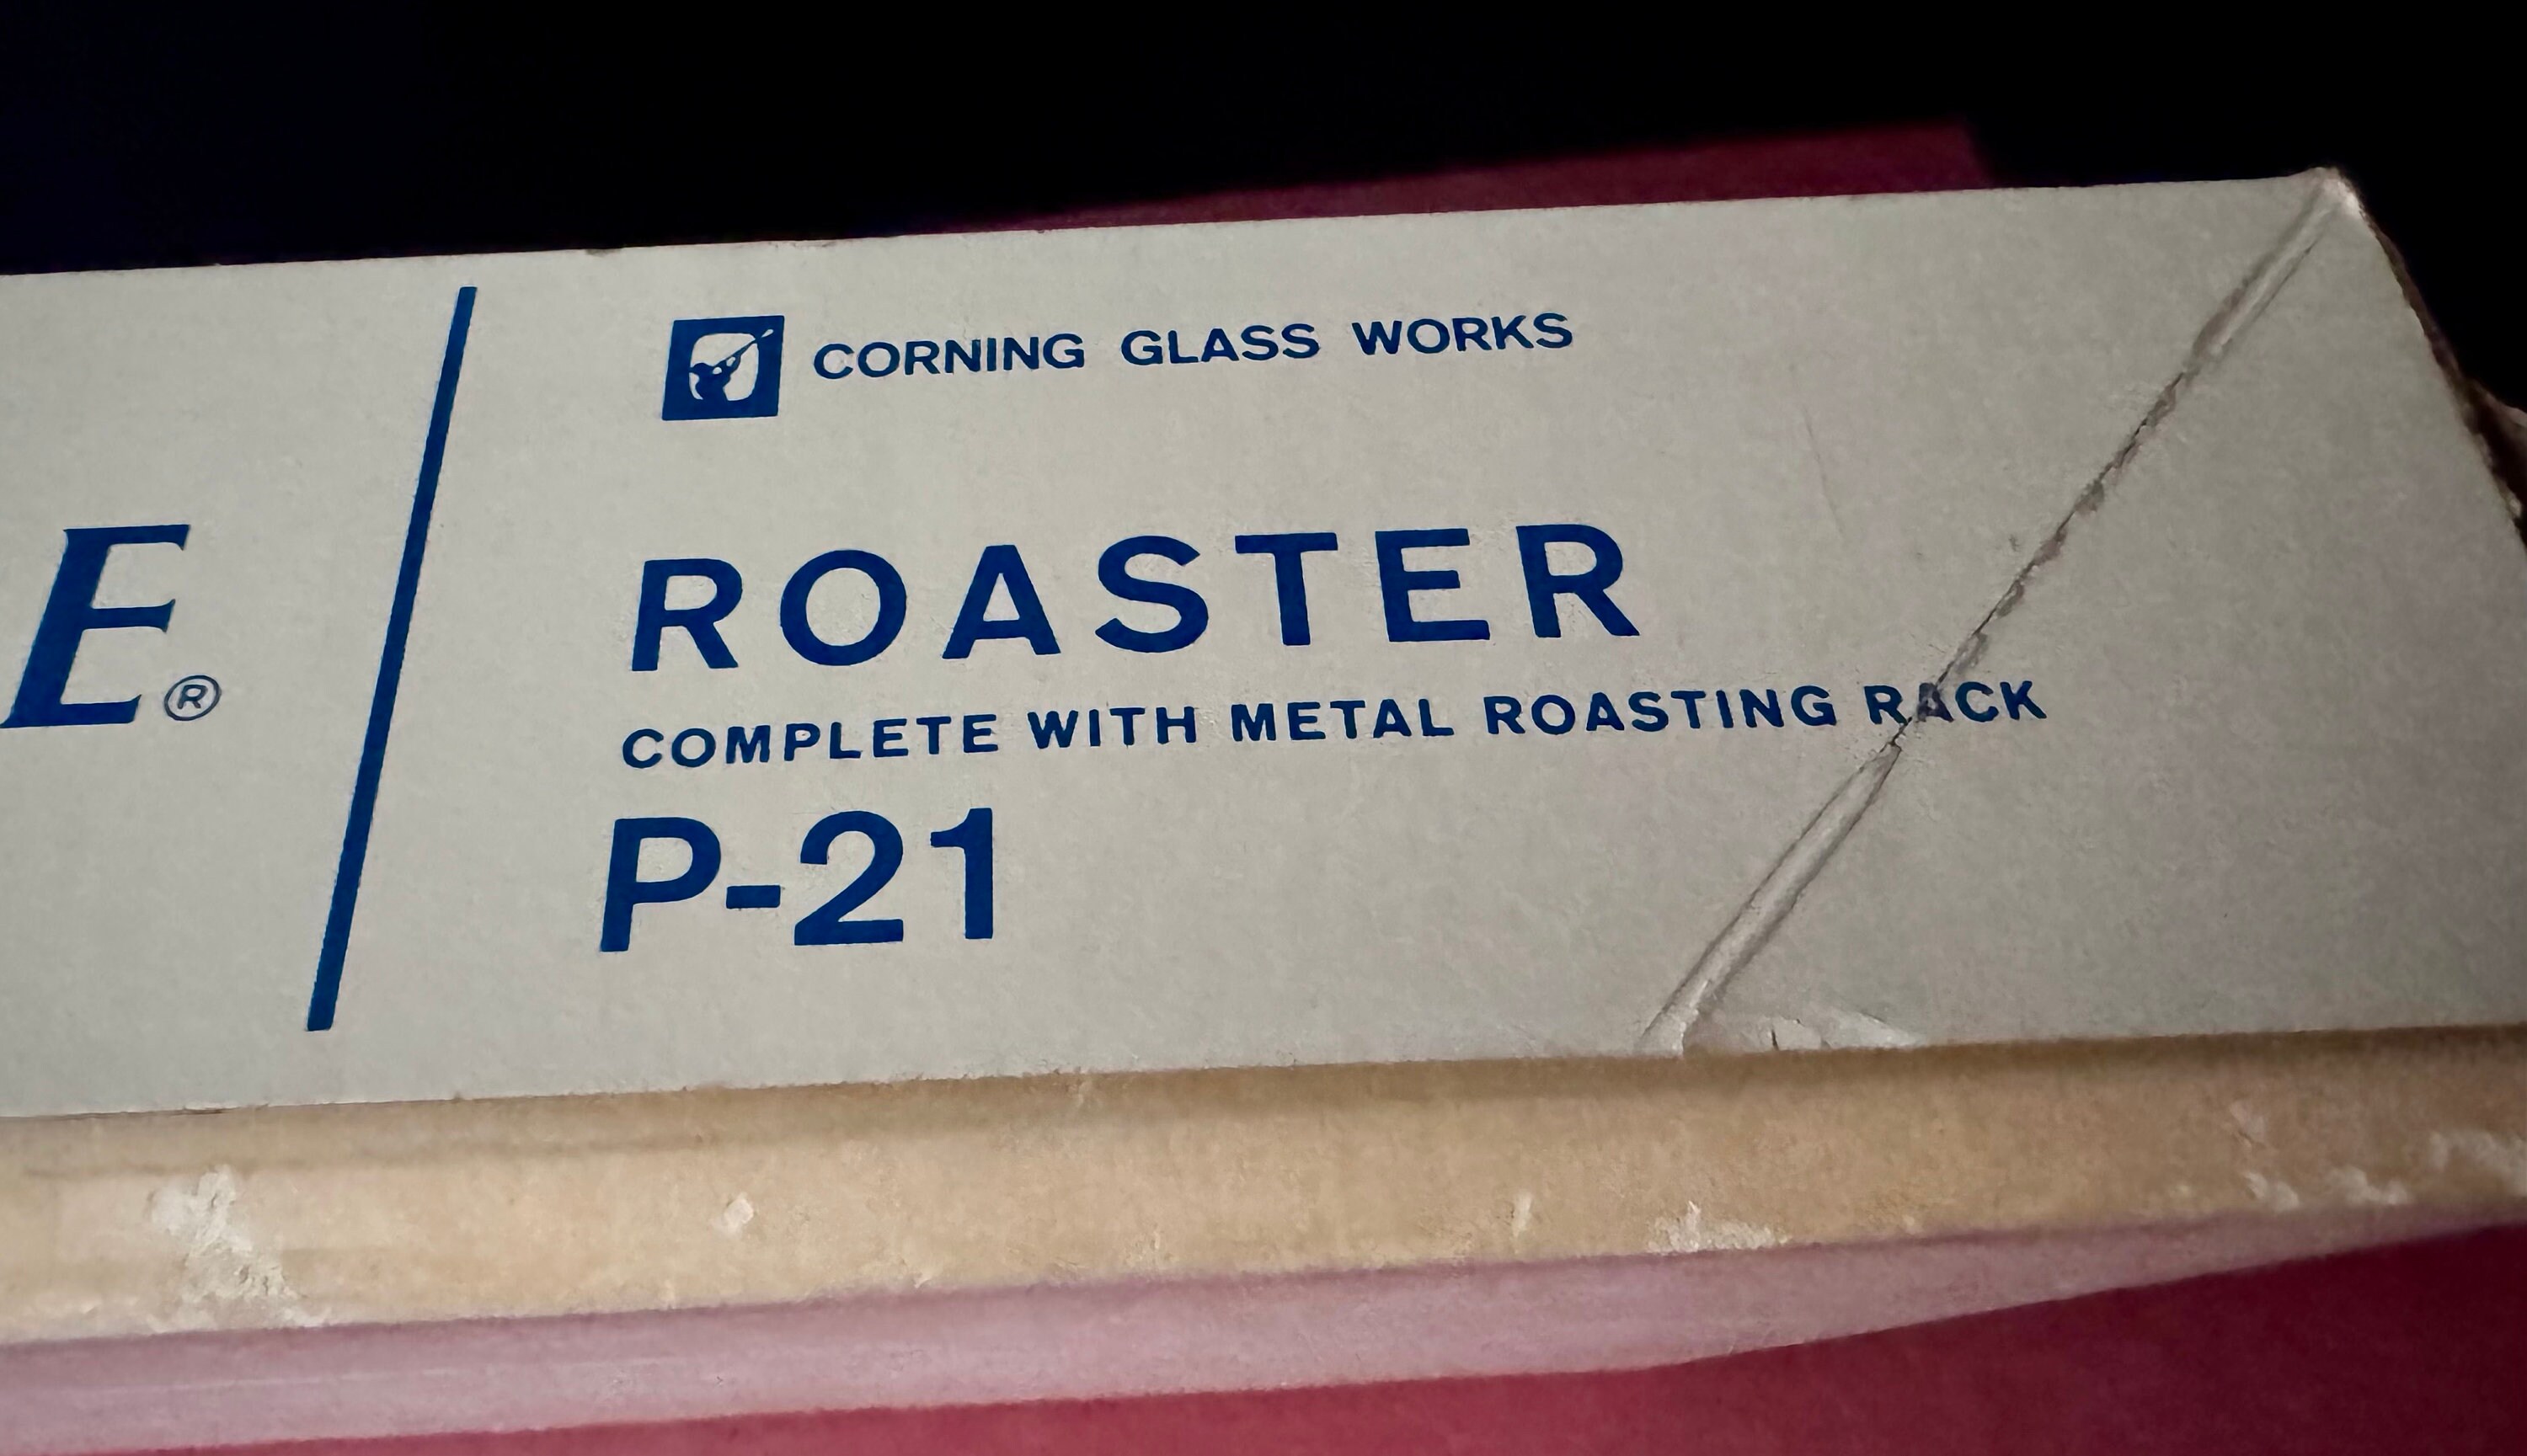 E®
CORNING GLASS WORKS
ROASTER
COMPLETE WITH METAL ROASTING RACK
P-21